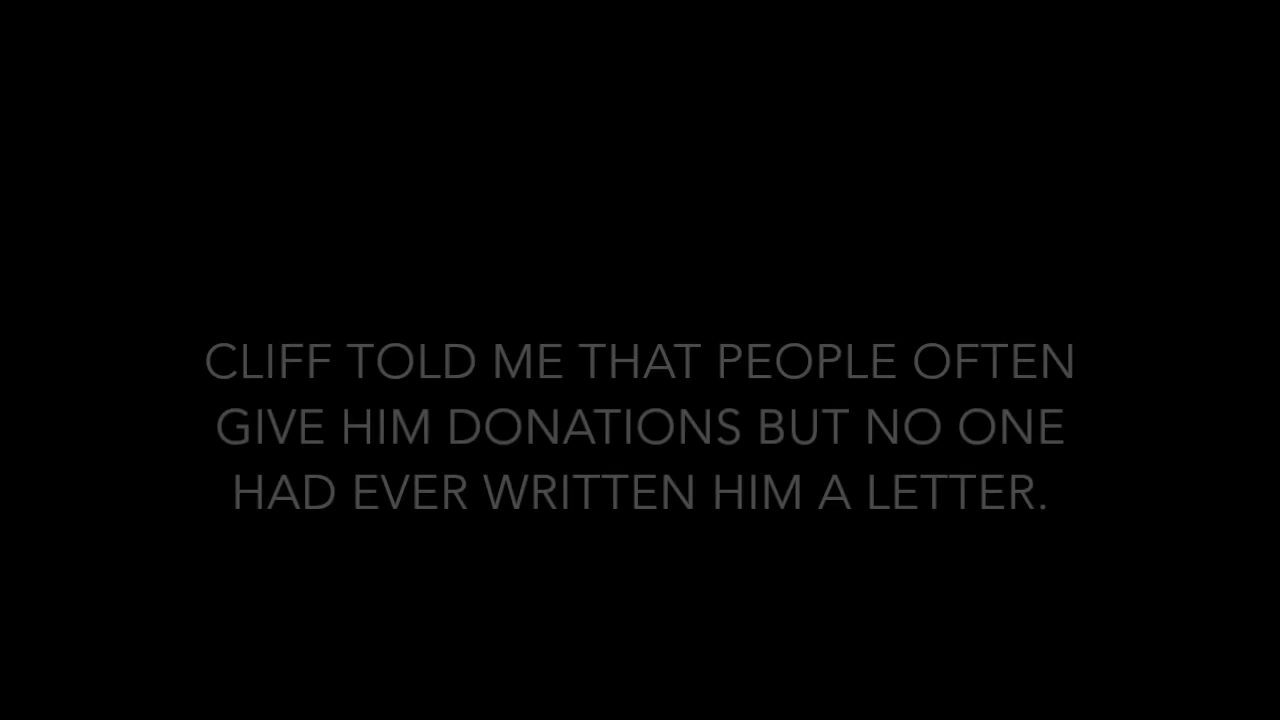 CLIFF TOLD ME THAT PEOPLE OFTEN
GIVE HIM DONATIONS BUT NO ONE
HAD EVER WRITTEN HIM A LETTER.